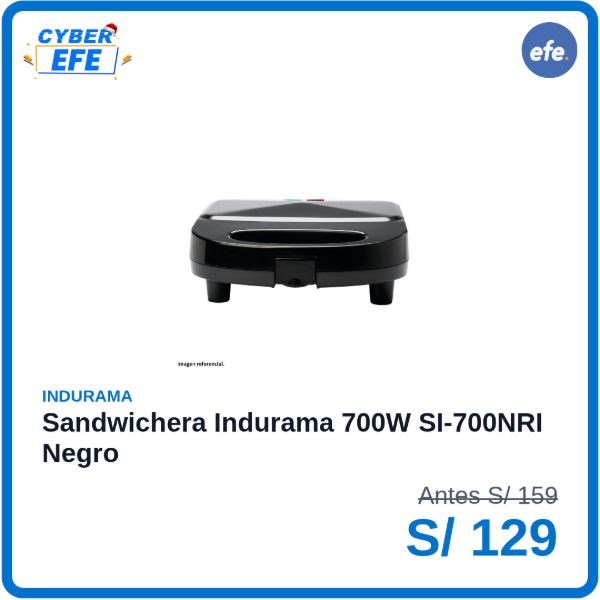 CYBER
EFE
efe.
Imagen referencial.
INDURAMA
Sandwichera Indurama 700W SI-700NRI
Negro
Antes S/ 159
S/ 129